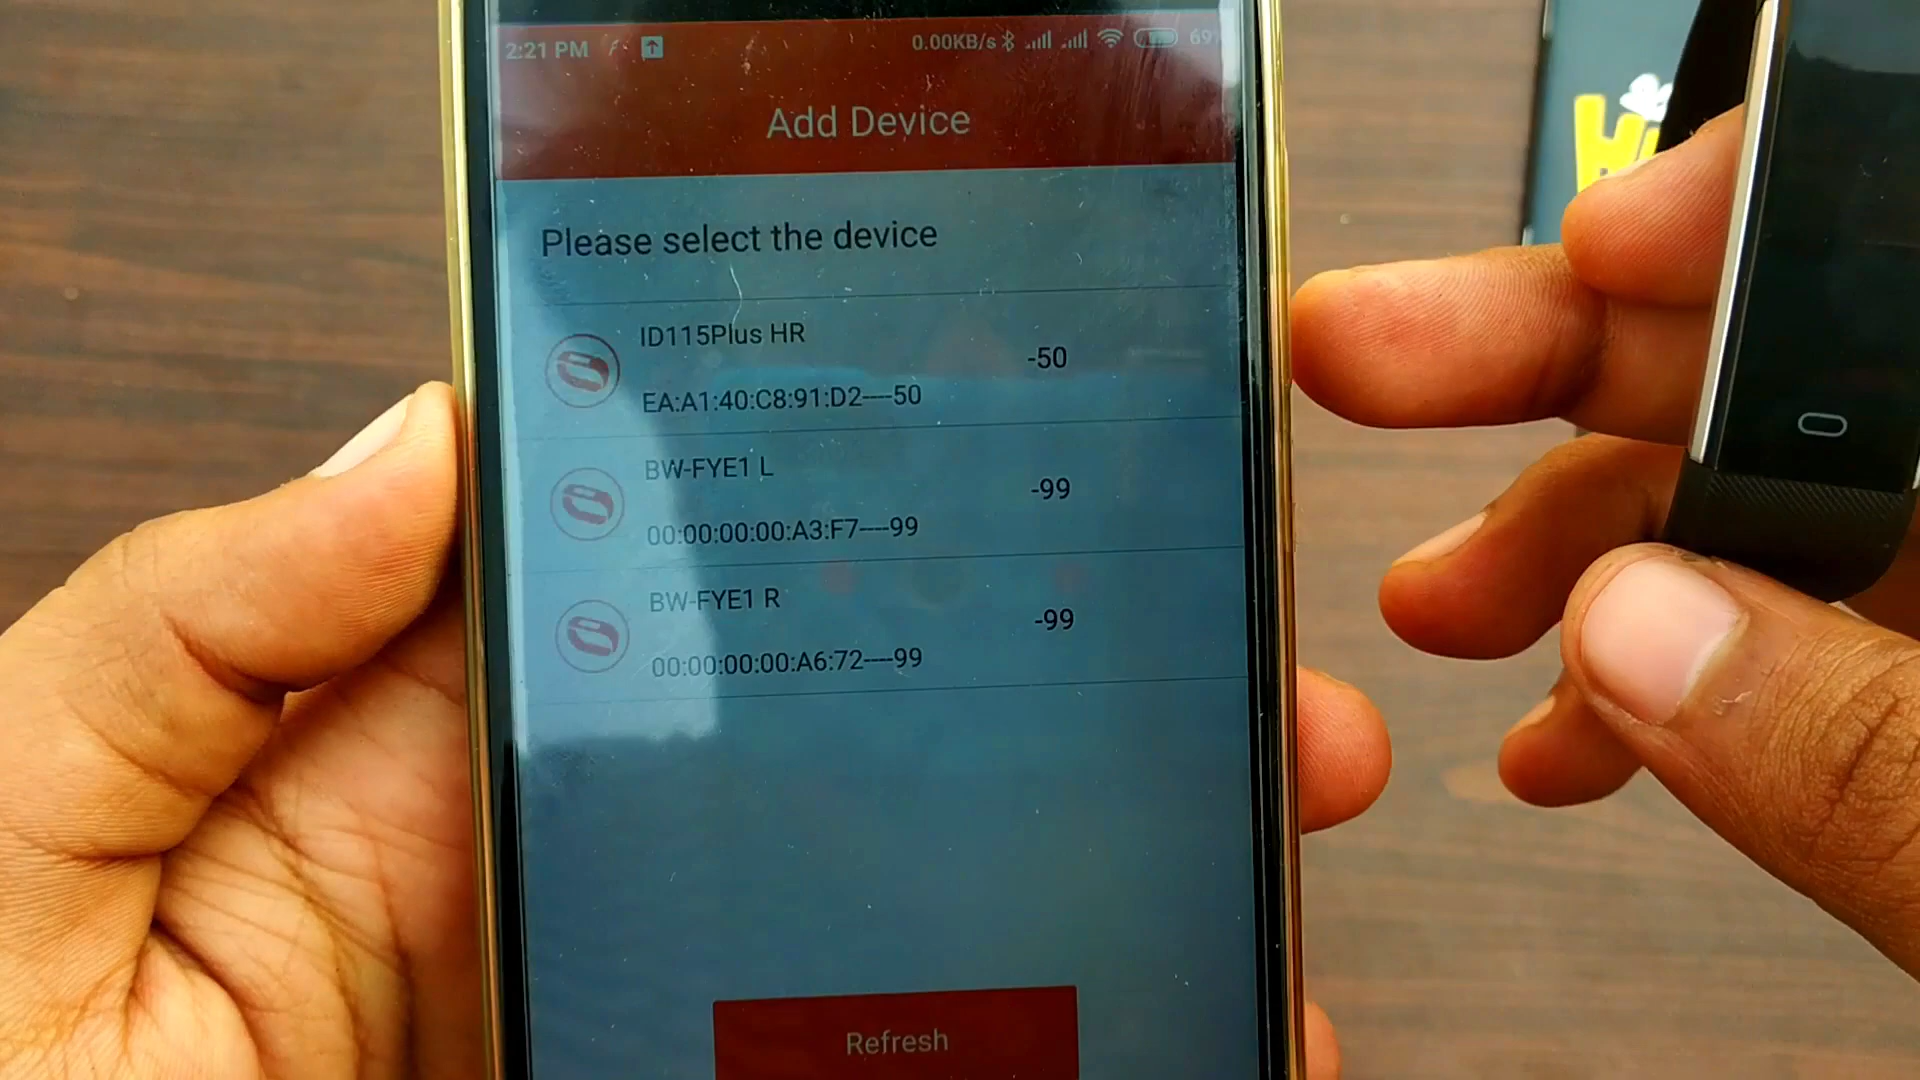 2:21 PM 0.00KB/s 69
Add Device
Please select the device
ID115Plus HR
-50
EA:A1:40:C8:91:D2----50
BW-FYE1 L
-99
00:00:00:00:A3:F7----99
BW-FYE1 R
-99
00:00:00:00:A6:72----99
Refresh